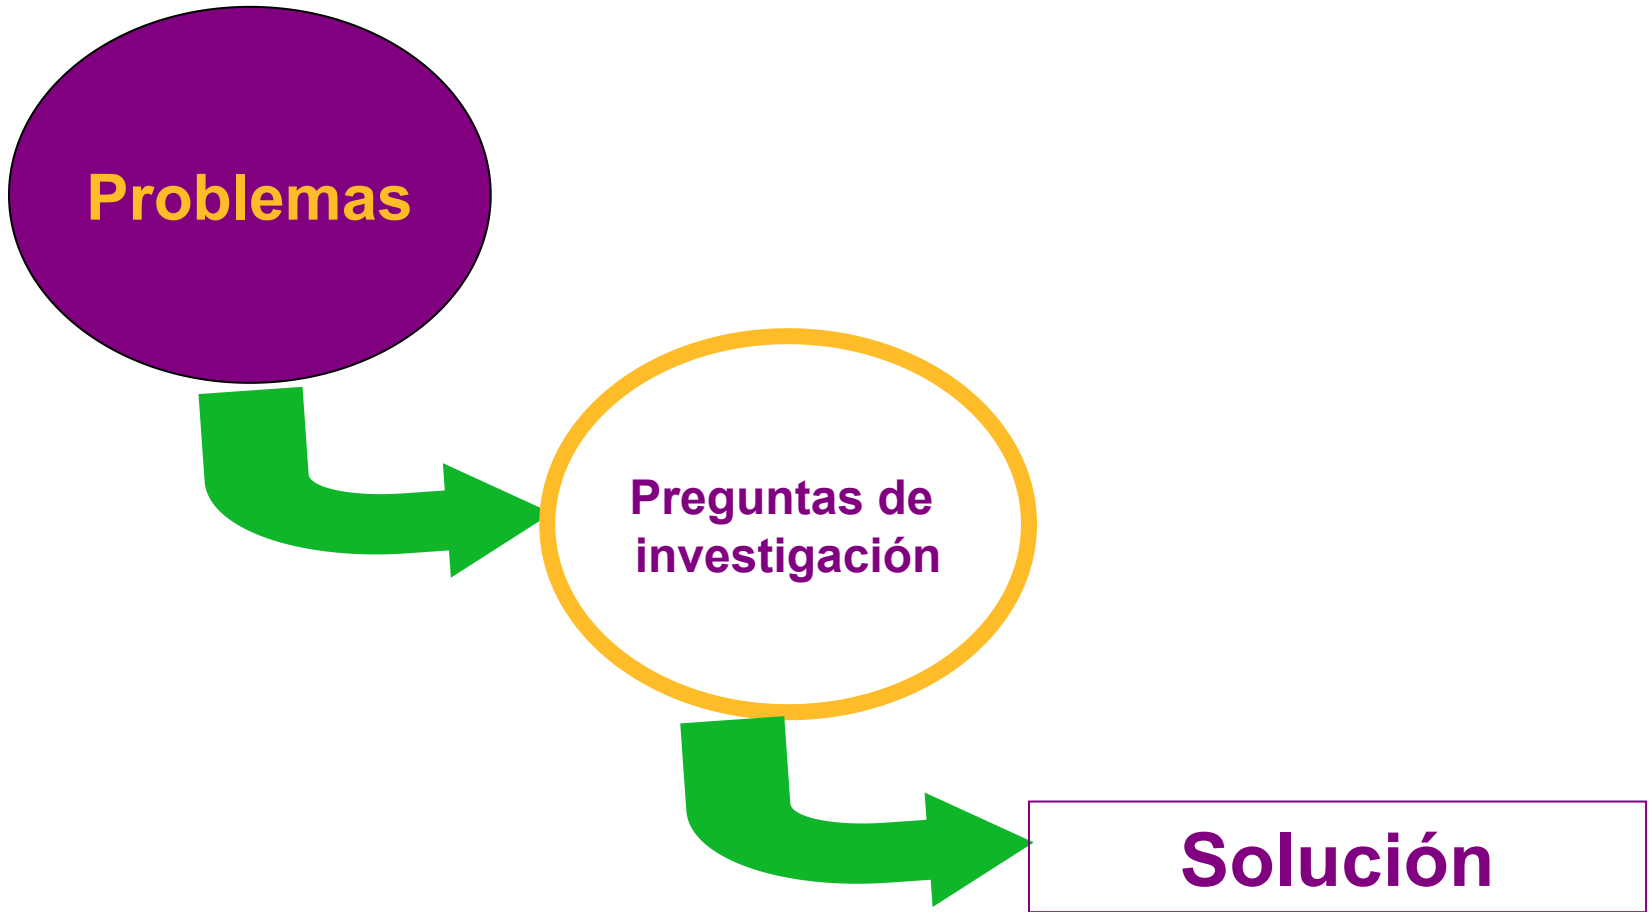 Problemas
Preguntas de
investigación
Solución